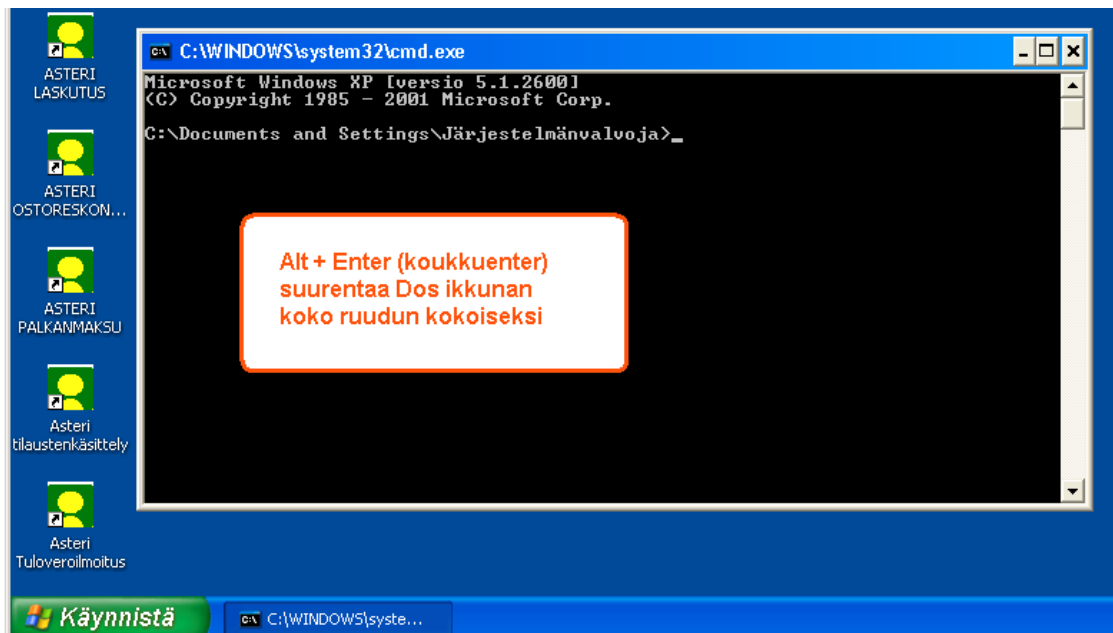 ASTERI
LASKUTUS
ASTERI
OSTORESKON...
ASTERI
PALKANMAKSU
Asteri
tilaustenkäsittely
Asteri
Tuloveroilmoitus
C:\WINDOWS\system32\cmd.exe
Microsoft Windows XP [versio 5.1.2600]
(C) Copyright 1985 - 2001 Microsoft Corp.
C:\Documents and Settings\Järjestelmänvalvoja>_
Alt + Enter (koukkuenter)
suurentaa Dos ikkunan
koko ruudun kokoiseksi
Käynnistä
C:\WINDOWS\syste...